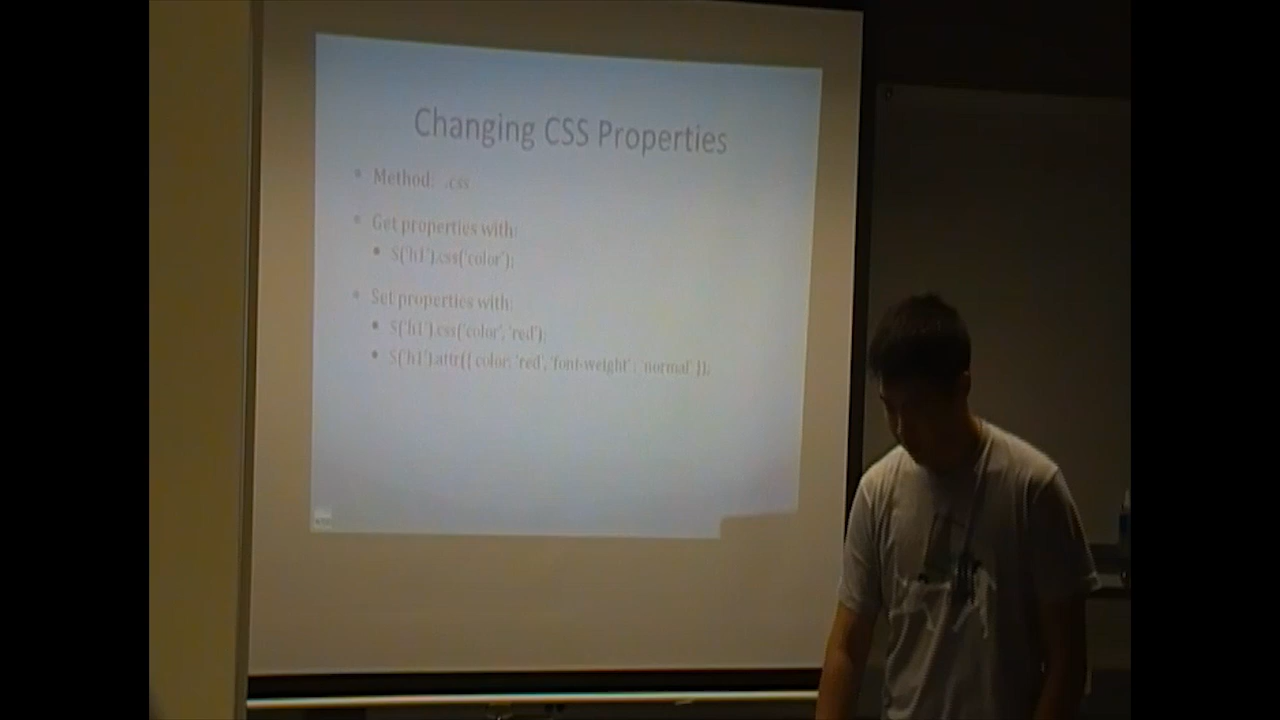 Changing CSS Properties
• Method: .css
• Get properties with:
• $('h1').css('color');
• Set properties with:
• $('h1').css('color', 'red');
• $('h1').attr({ color: 'red', 'font-weight' : 'normal' });